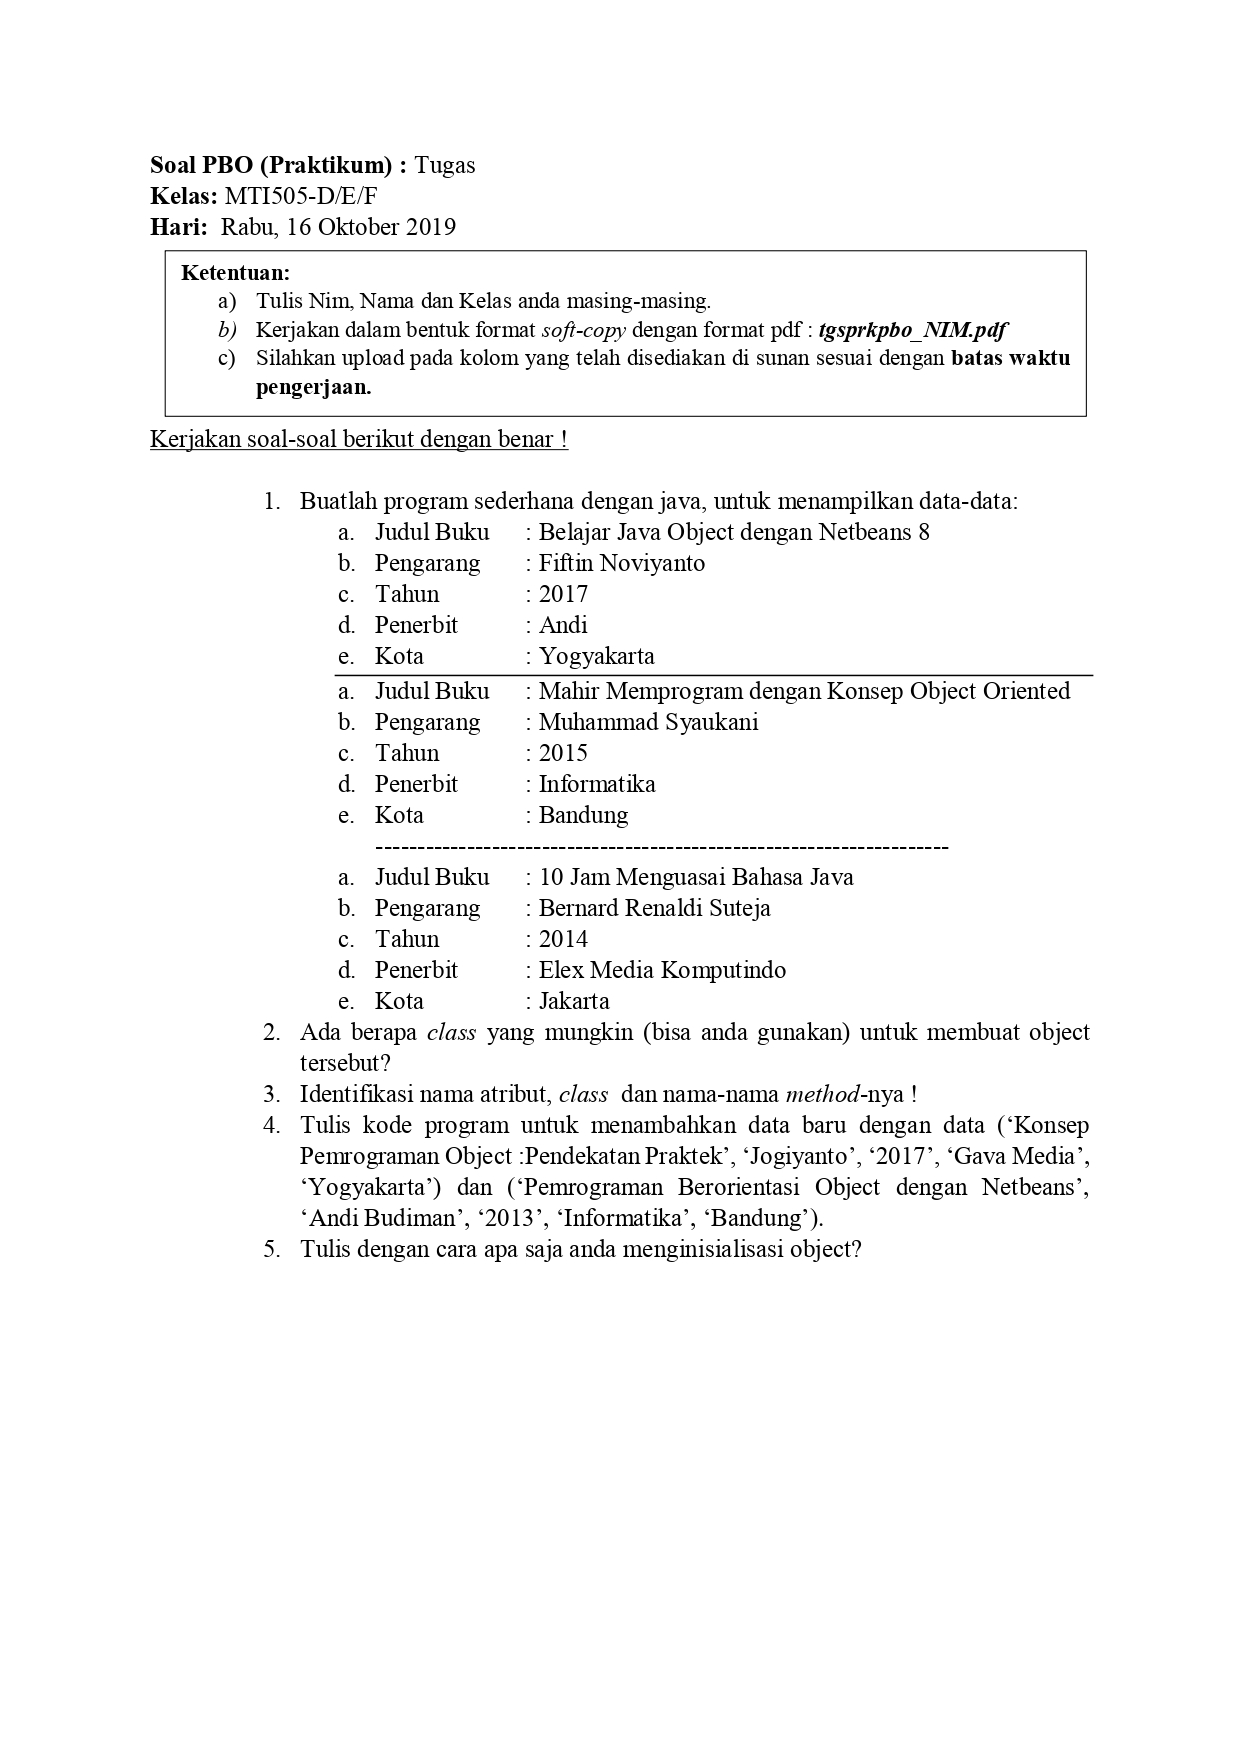 Soal PBO (Praktikum) : Tugas
Kelas: MTI505-D/E/F
Hari: Rabu, 16 Oktober 2019
Ketentuan:
a) Tulis Nim, Nama dan Kelas anda masing-masing.
b) Kerjakan dalam bentuk format soft-copy dengan format pdf : tgsprkpbo_NIM.pdf
c) Silahkan upload pada kolom yang telah disediakan di sunan sesuai dengan batas waktu
pengerjaan.
Kerjakan soal-soal berikut dengan benar !
1. Buatlah program sederhana dengan java, untuk menampilkan data-data:
a. Judul Buku : Belajar Java Object dengan Netbeans 8
b. Pengarang : Fiftin Noviyanto
c. Tahun : 2017
d. Penerbit : Andi
e. Kota : Yogyakarta
a. Judul Buku : Mahir Memprogram dengan Konsep Object Oriented
b. Pengarang : Muhammad Syaukani
c. Tahun : 2015
d. Penerbit : Informatika
e. Kota : Bandung
---------------------------------------------------------------------
a. Judul Buku : 10 Jam Menguasai Bahasa Java
b. Pengarang : Bernard Renaldi Suteja
c. Tahun : 2014
d. Penerbit : Elex Media Komputindo
e. Kota : Jakarta
2. Ada berapa class yang mungkin (bisa anda gunakan) untuk membuat object
tersebut?
3. Identifikasi nama atribut, class dan nama-nama method-nya !
4. Tulis kode program untuk menambahkan data baru dengan data (‘Konsep
Pemrograman Object :Pendekatan Praktek’, ‘Jogiyanto’, ‘2017’, ‘Gava Media’,
‘Yogyakarta’) dan (‘Pemrograman Berorientasi Object dengan Netbeans’,
‘Andi Budiman’, ‘2013’, ‘Informatika’, ‘Bandung’).
5. Tulis dengan cara apa saja anda menginisialisasi object?